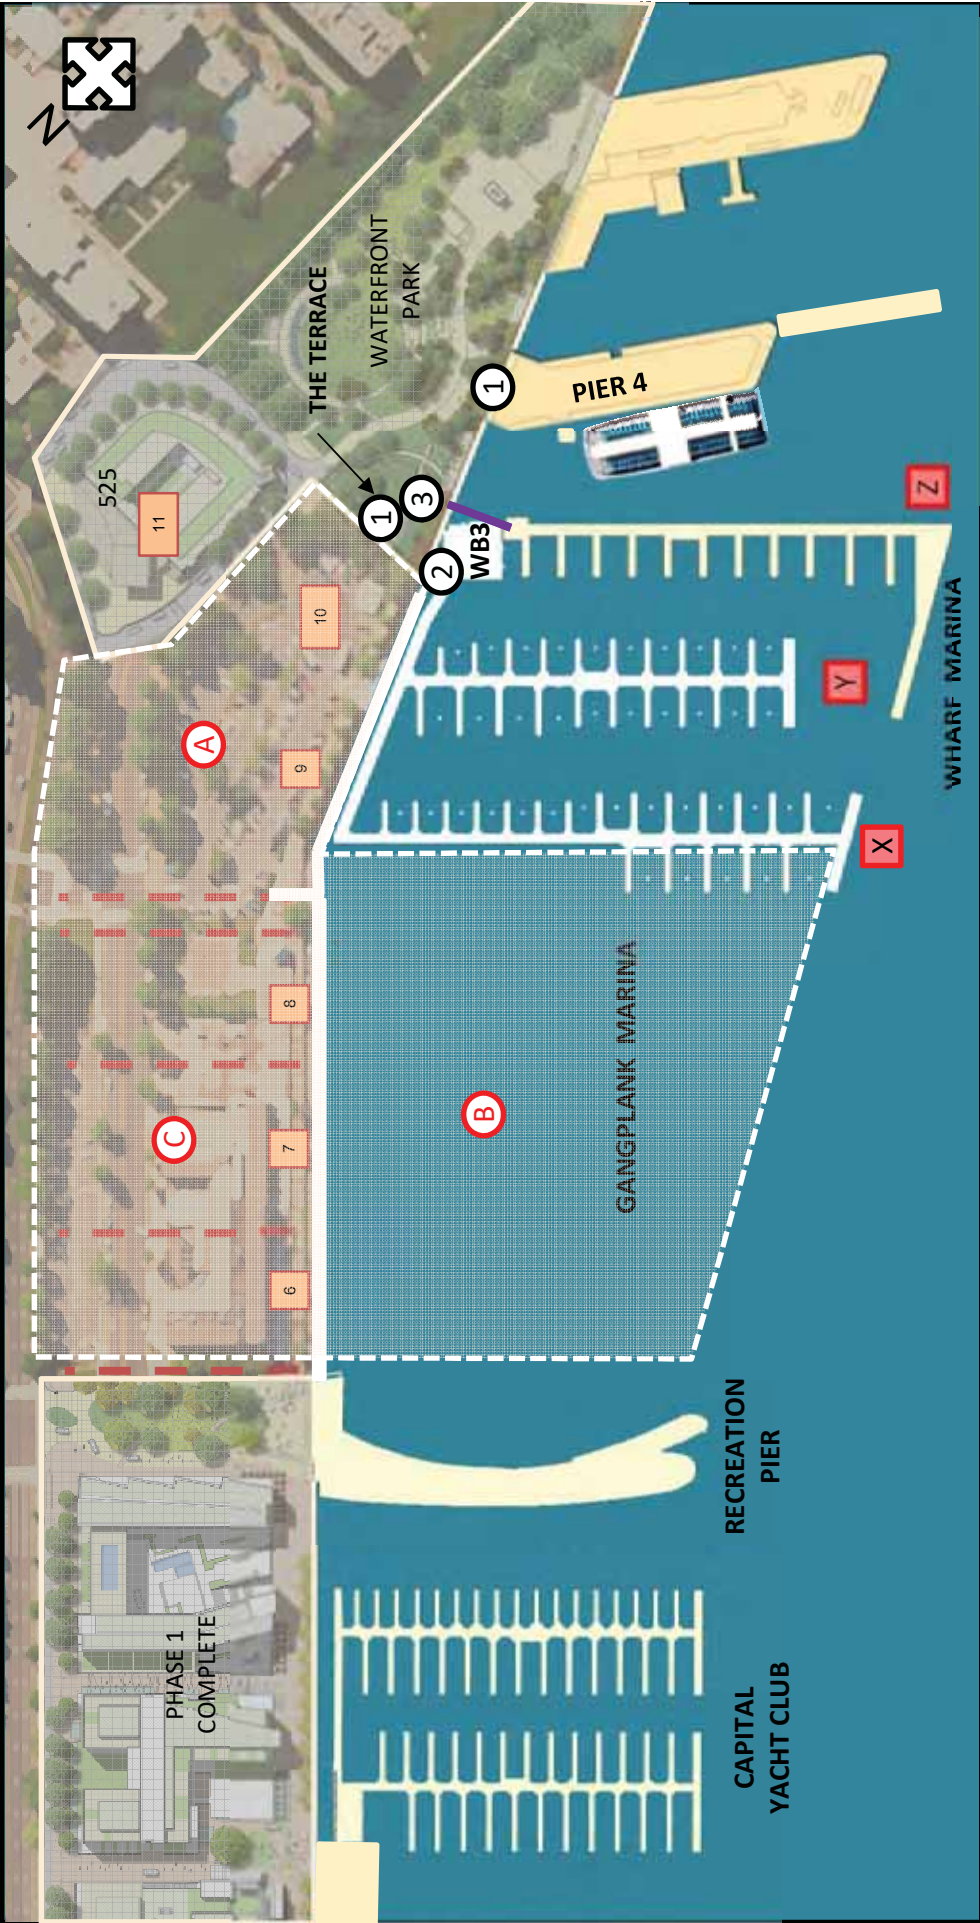 N
525
11
THE TERRACE
WATERFRONT
PARK
1
3
2
WB3
1
PIER 4
10
A
9
Z
Y
X
WHARF MARINA
8
C
7
B
GANGPLANK MARINA
6
RECREATION
PIER
PHASE 1
COMPLETE
CAPITAL
YACHT CLUB